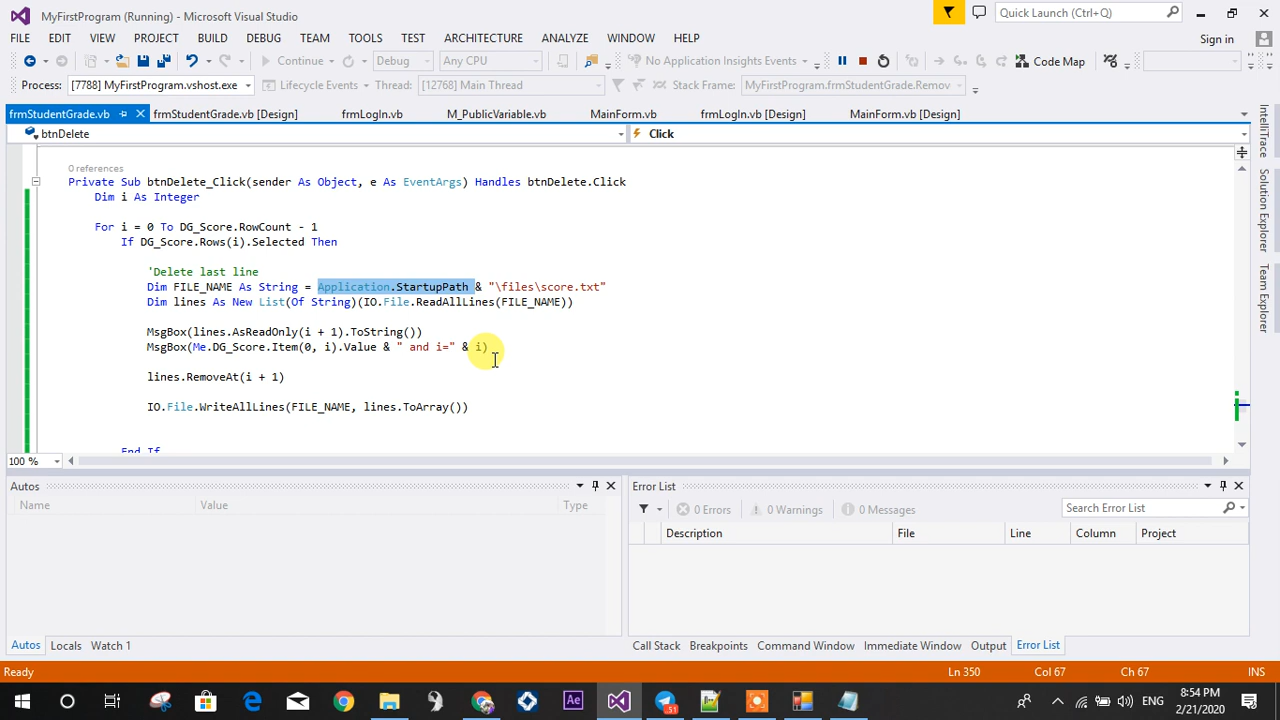 MyFirstProgram (Running) - Microsoft Visual Studio
Quick Launch (Ctrl+Q)
FILE EDIT VIEW PROJECT BUILD DEBUG TEAM TOOLS TEST ARCHITECTURE ANALYZE WINDOW HELP
Sign in
Continue Debug Any CPU No Application Insights Events Code Map
Process: [7788] MyFirstProgram.vshost.exe Lifecycle Events Thread: [12768] Main Thread Stack Frame: MyFirstProgram.frmStudentGrade.Remov
frmStudentGrade.vb frmStudentGrade.vb [Design] frmLogIn.vb M_PublicVariable.vb MainForm.vb frmLogIn.vb [Design] MainForm.vb [Design]
btnDelete Click
0 references
Private Sub btnDelete_Click(sender As Object, e As EventArgs) Handles btnDelete.Click
Dim i As Integer
For i = 0 To DG_Score.RowCount - 1
If DG_Score.Rows(i).Selected Then
'Delete last line
Dim FILE_NAME As String = Application.StartupPath & "\files\score.txt"
Dim lines As New List(Of String)(IO.File.ReadAllLines(FILE_NAME))
MsgBox(lines.AsReadOnly(i + 1).ToString())
MsgBox(Me.DG_Score.Item(0, i).Value & " and i=" & i)
lines.RemoveAt(i + 1)
IO.File.WriteAllLines(FILE_NAME, lines.ToArray())
End If
100 %
IntelliTrace
Solution Explorer
Team Explorer
Autos
Name Value Type
Autos Locals Watch 1
Error List
0 Errors 0 Warnings 0 Messages Search Error List
Description File Line Column Project
Call Stack Breakpoints Command Window Immediate Window Output Error List
Ready Ln 350 Col 67 Ch 67 INS
Ae
51
ENG
8:54 PM
2/21/2020